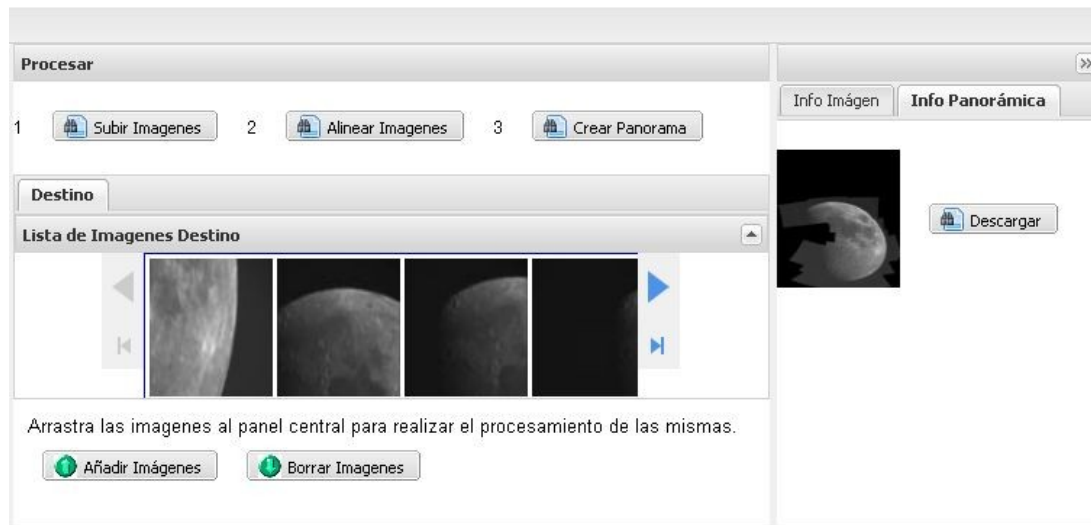 Procesar
Info Imágen Info Panorámica
1 Subir Imagenes 2 Alinear Imagenes 3 Crear Panorama
Destino
Descargar
Lista de Imagenes Destino
Arrastra las imagenes al panel central para realizar el procesamiento de las mismas.
Añadir Imágenes Borrar Imagenes